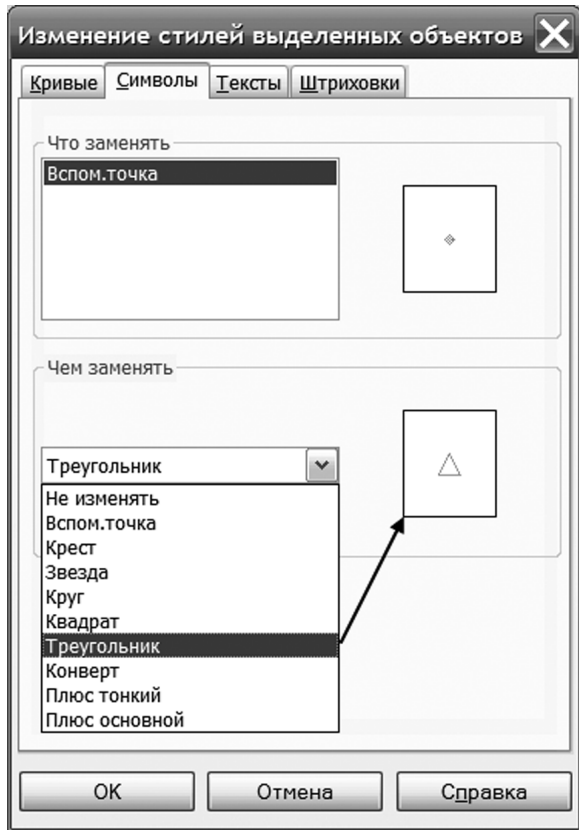 Изменение стилей выделенных объектов
Кривые Символы Тексты Штриховки
Что заменять
Вспом.точка
Чем заменять
Треугольник
Не изменять
Вспом.точка
Крест
Звезда
Круг
Квадрат
Треугольник
Конверт
Плюс тонкий
Плюс основной
OK Отмена Справка